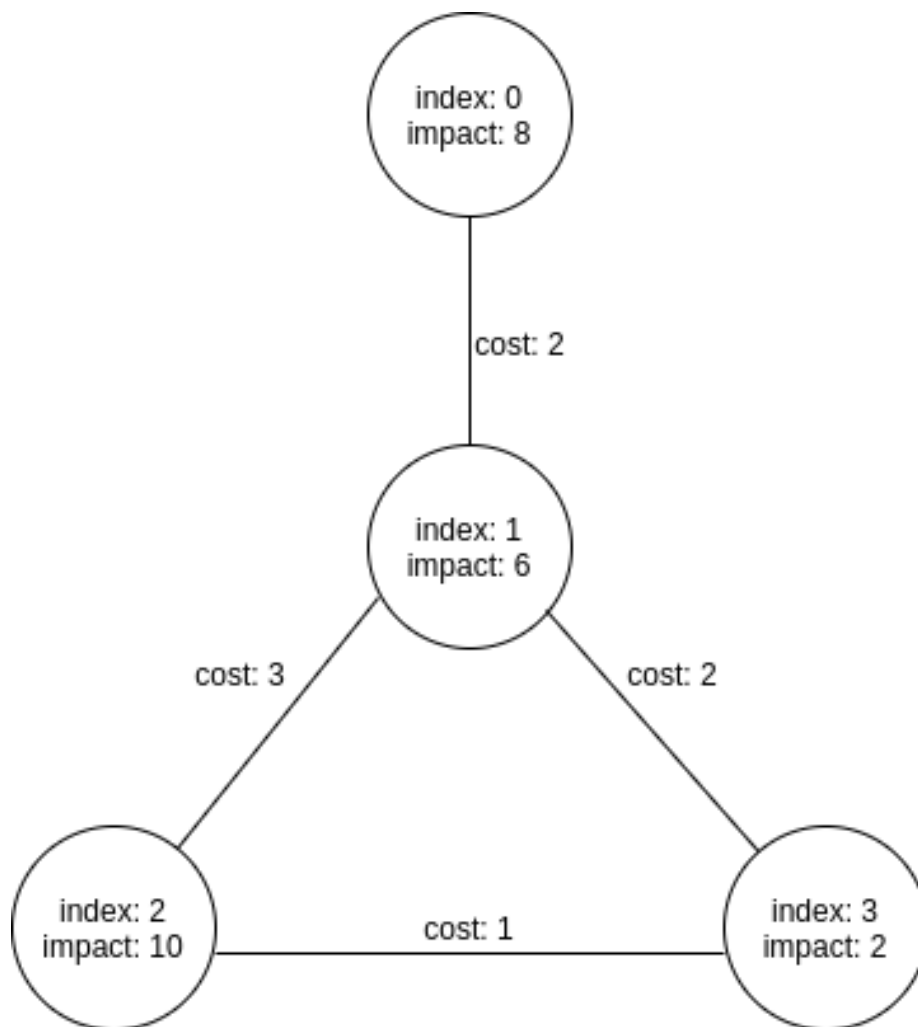 index: 0
impact: 8
cost: 2
index: 1
impact: 6
cost: 3
cost: 2
index: 2
impact: 10
cost: 1
index: 3
impact: 2